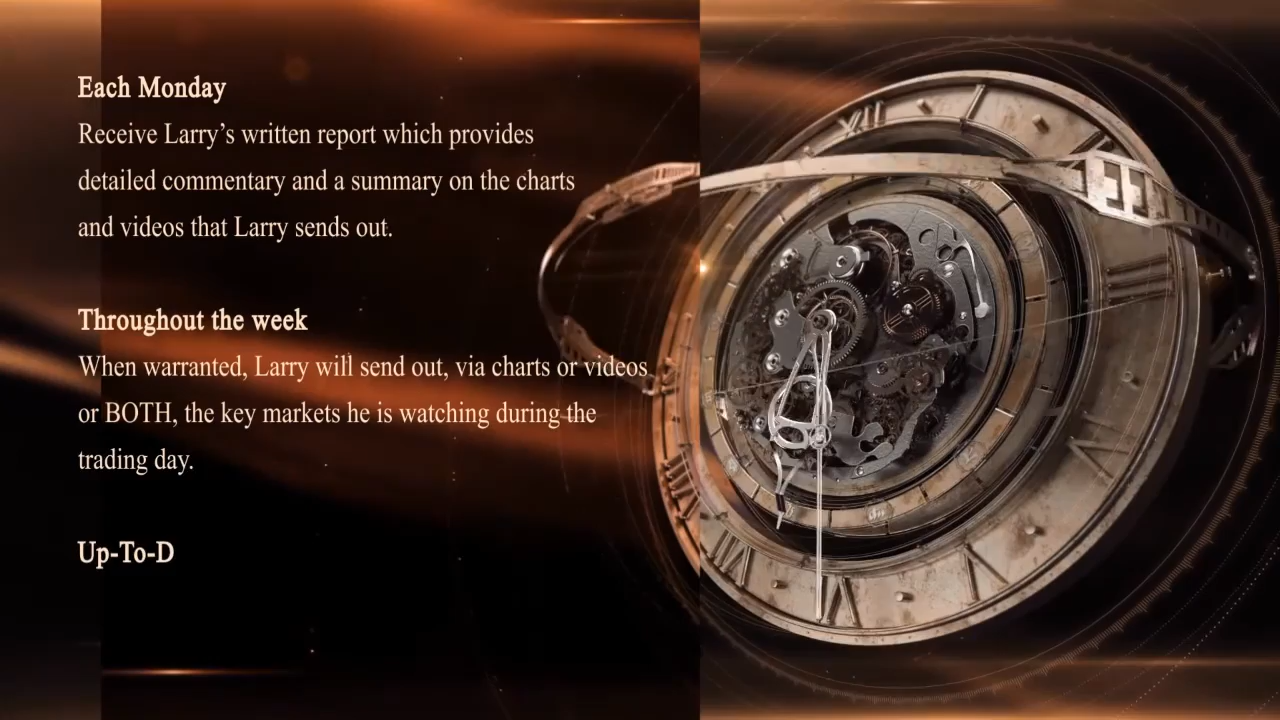 Each Monday
Receive Larry’s written report which provides
detailed commentary and a summary on the charts
and videos that Larry sends out.
Throughout the week
When warranted, Larry will send out, via charts or videos
or BOTH, the key markets he is watching during the
trading day.
Up-To-D